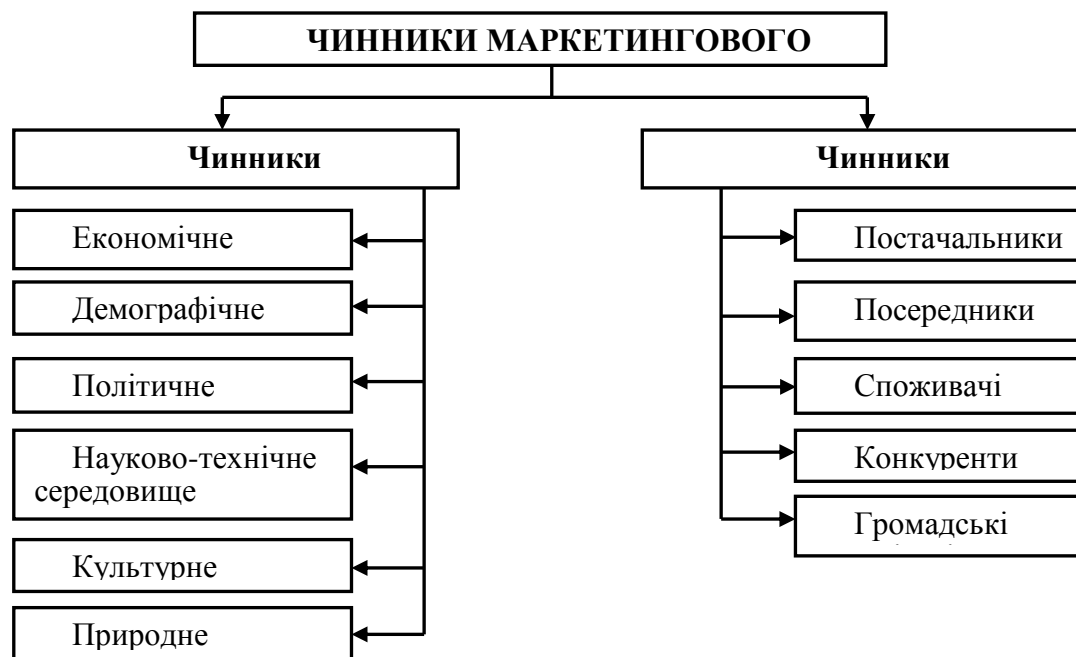 ЧИННИКИ МАРКЕТИНГОВОГО
Чинники
Економічне
Демографічне
Політичне
Науково-технічне
середовище
Культурне
Природне
Чинники
Постачальники
Посередники
Споживачі
Конкуренти
Громадські